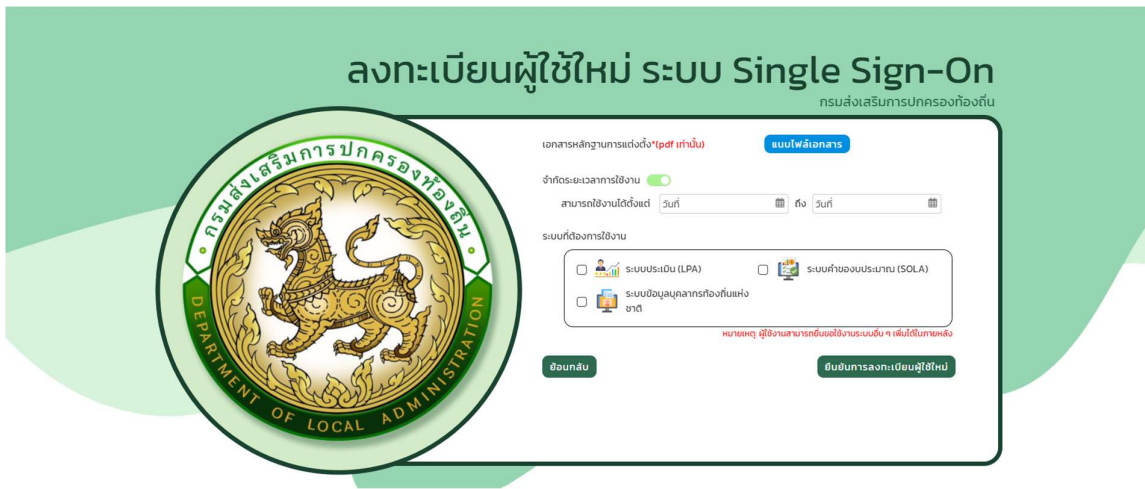 ลงทะเบียนผู้ใช้ใหม่ ระบบ Single Sign-On
กรมส่งเสริมการปกครองท้องถิ่น
กรมส่งเสริมการปกครองท้องถิ่น
DEPARTMENT OF LOCAL ADMINISTRATION
เอกสารหลักฐานการแต่งตั้ง*(pdf เท่านั้น) แนบไฟล์เอกสาร
จำกัดระยะเวลาการใช้งาน
สามารถใช้งานได้ตั้งแต่ วันที่ ถึง วันที่
ระบบที่ต้องการใช้งาน
ระบบประเมิน (LPA) ระบบคำของบประมาณ (SOLA)
ระบบข้อมูลบุคลากรท้องถิ่นแห่ง
ชาติ
หมายเหตุ: ผู้ใช้งานสามารถยื่นขอใช้งานระบบอื่น ๆ เพิ่มได้ในภายหลัง
ย้อนกลับ ยืนยันการลงทะเบียนผู้ใช้ใหม่